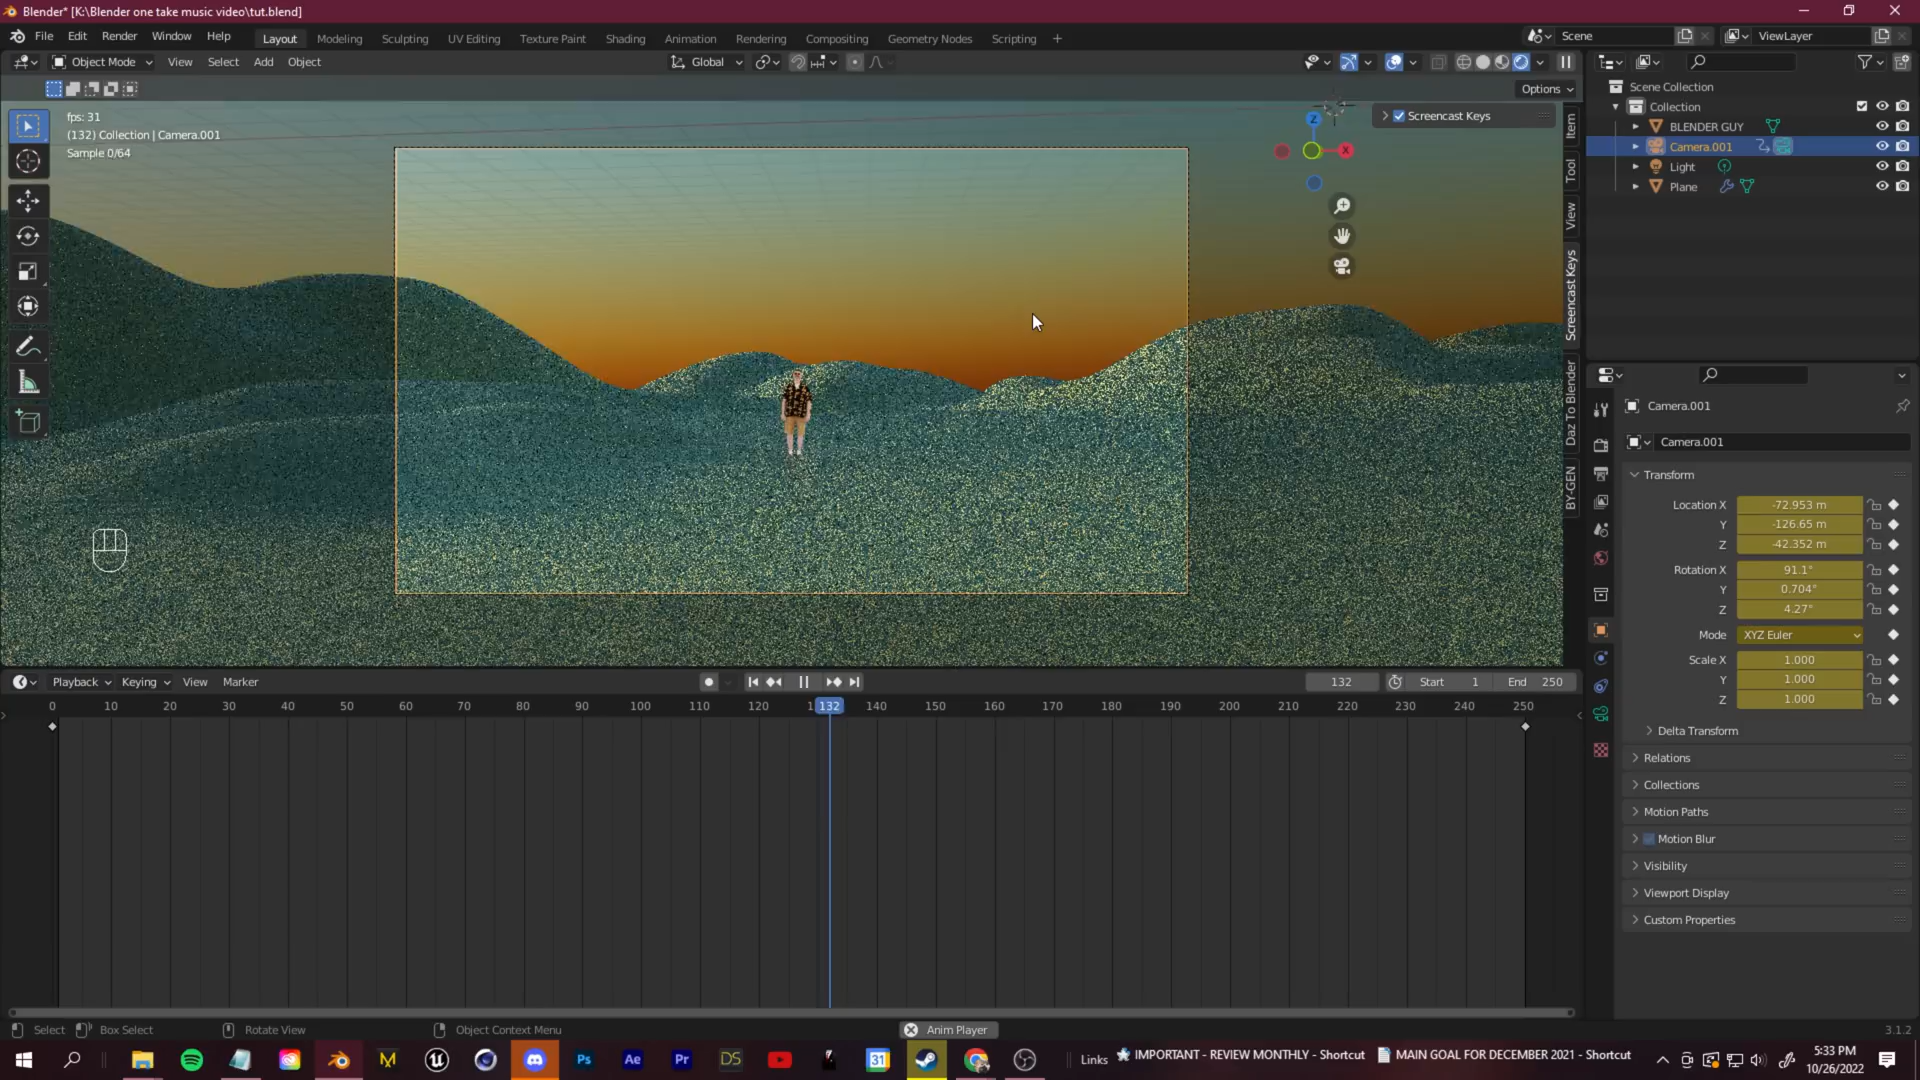 Blender* [K:\Blender one take music video\tut.blend]
File Edit Render Window Help
Layout Modeling Sculpting UV Editing Texture Paint Shading Animation Rendering Compositing Geometry Nodes Scripting +
Scene
ViewLayer
Object Mode View Select Add Object
Global
Options
fps: 31
(132) Collection | Camera.001
Sample 0/64
Screencast Keys
Z
X
Item
Tool
View
Screencast Keys
Daz To Blender
BY-GEN
Scene Collection
Collection
BLENDER GUY
Camera.001
Light
Plane
Camera.001
Camera.001
Transform
Location X -72.953 m
Y -126.65 m
Z -42.352 m
Rotation X 91.1°
Y 0.704°
Z 4.27°
Mode XYZ Euler
Scale X 1.000
Y 1.000
Z 1.000
Delta Transform
Relations
Collections
Motion Paths
Motion Blur
Visibility
Viewport Display
Custom Properties
Playback Keying View Marker
132 Start 1 End 250
0 10 20 30 40 50 60 70 80 90 100 110 120 132 140 150 160 170 180 190 200 210 220 230 240 250
Select Box Select Rotate View Object Context Menu
Anim Player
3.1.2
Ps Ae Pr DS 31
Links IMPORTANT - REVIEW MONTHLY - Shortcut MAIN GOAL FOR DECEMBER 2021 - Shortcut
5:33 PM
10/26/2022